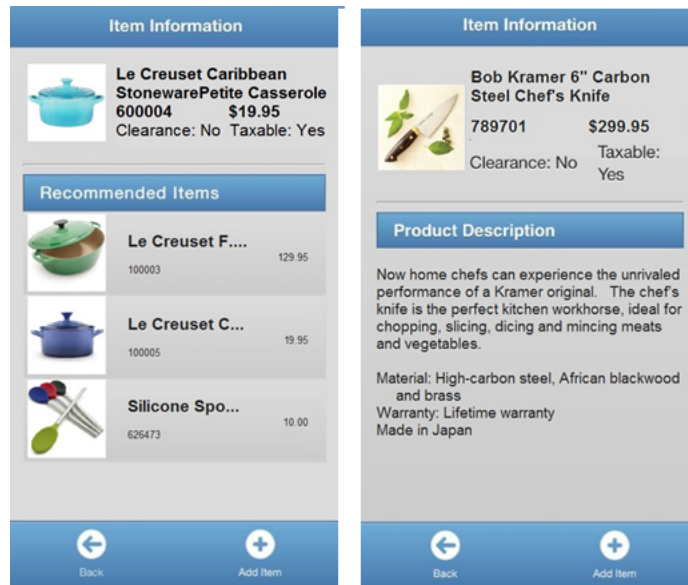 Item Information
Le Creuset Caribbean
StonewarePetite Casserole
600004 $19.95
Clearance: No Taxable: Yes
Recommended Items
Le Creuset F....
100003
129.95
Le Creuset C...
100005
19.95
Silicone Spo...
626473
10.00
Back
Add Item
Item Information
Bob Kramer 6" Carbon
Steel Chef's Knife
789701 $299.95
Clearance: No
Taxable:
Yes
Product Description
Now home chefs can experience the unrivaled
performance of a Kramer original. The chef's
knife is the perfect kitchen workhorse, ideal for
chopping, slicing, dicing and mincing meats
and vegetables.
Material: High-carbon steel, African blackwood
and brass
Warranty: Lifetime warranty
Made in Japan
Back
Add Item